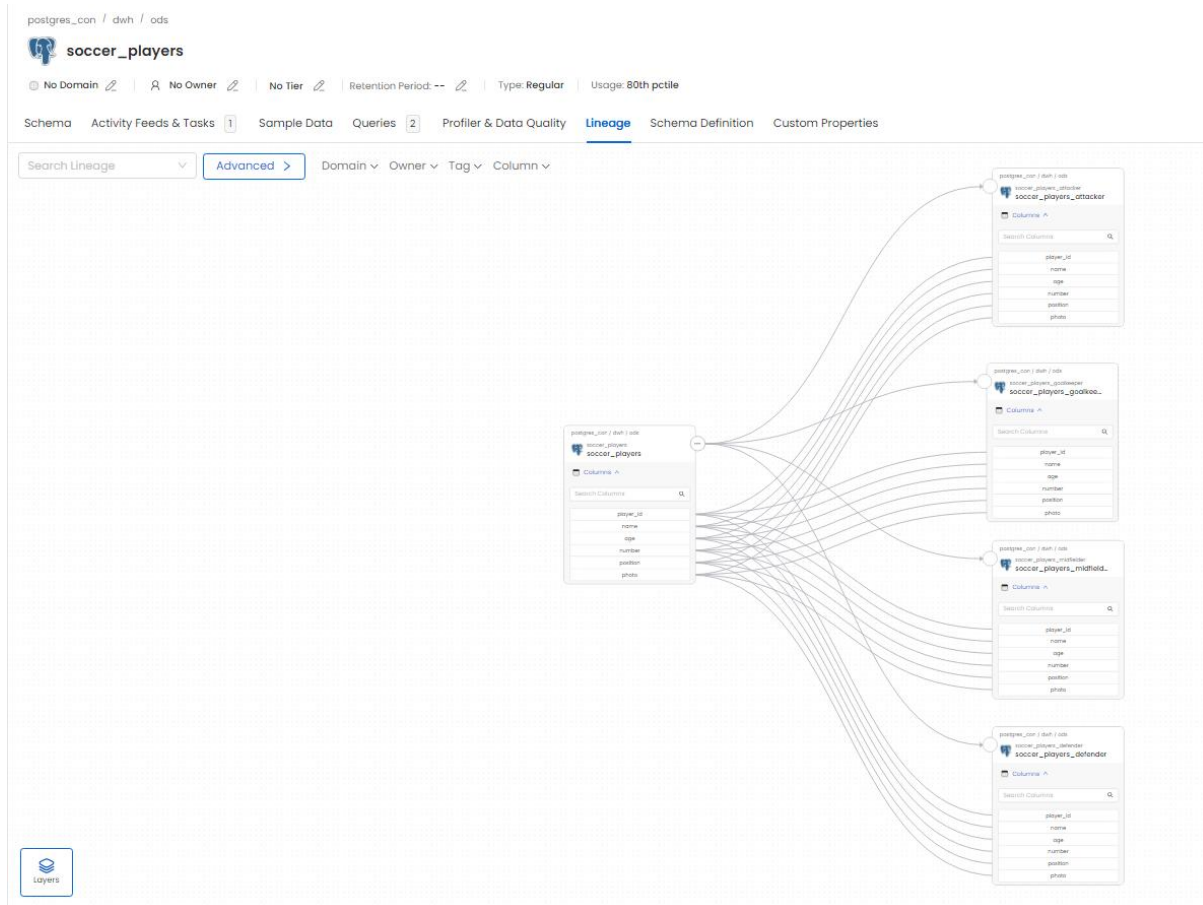 postgres_con / dwh / ods
soccer_players
No Domain No Owner No Tier Retention Period: -- Type: Regular Usage: 80th pctile
Schema Activity Feeds & Tasks 1 Sample Data Queries 2 Profiler & Data Quality Lineage Schema Definition Custom Properties
Search Lineage Advanced > Domain Owner Tag Column
postgres_con / dwh / ods
soccer_players_attacker
soccer_players_attacker
Columns
Search Columns
player_id
name
age
number
position
photo
postgres_con / dwh / ods
soccer_players_goalkeeper
soccer_players_goalkee...
Columns
Search Columns
player_id
name
age
number
position
photo
postgres_con / dwh / ods
soccer_players
soccer_players
Columns
Search Columns
player_id
name
age
number
position
photo
postgres_con / dwh / ods
soccer_players_midfielder
soccer_players_midfield...
Columns
Search Columns
player_id
name
age
number
position
photo
postgres_con / dwh / ods
soccer_players_defender
soccer_players_defender
Columns
Search Columns
player_id
name
age
number
position
photo
Layers